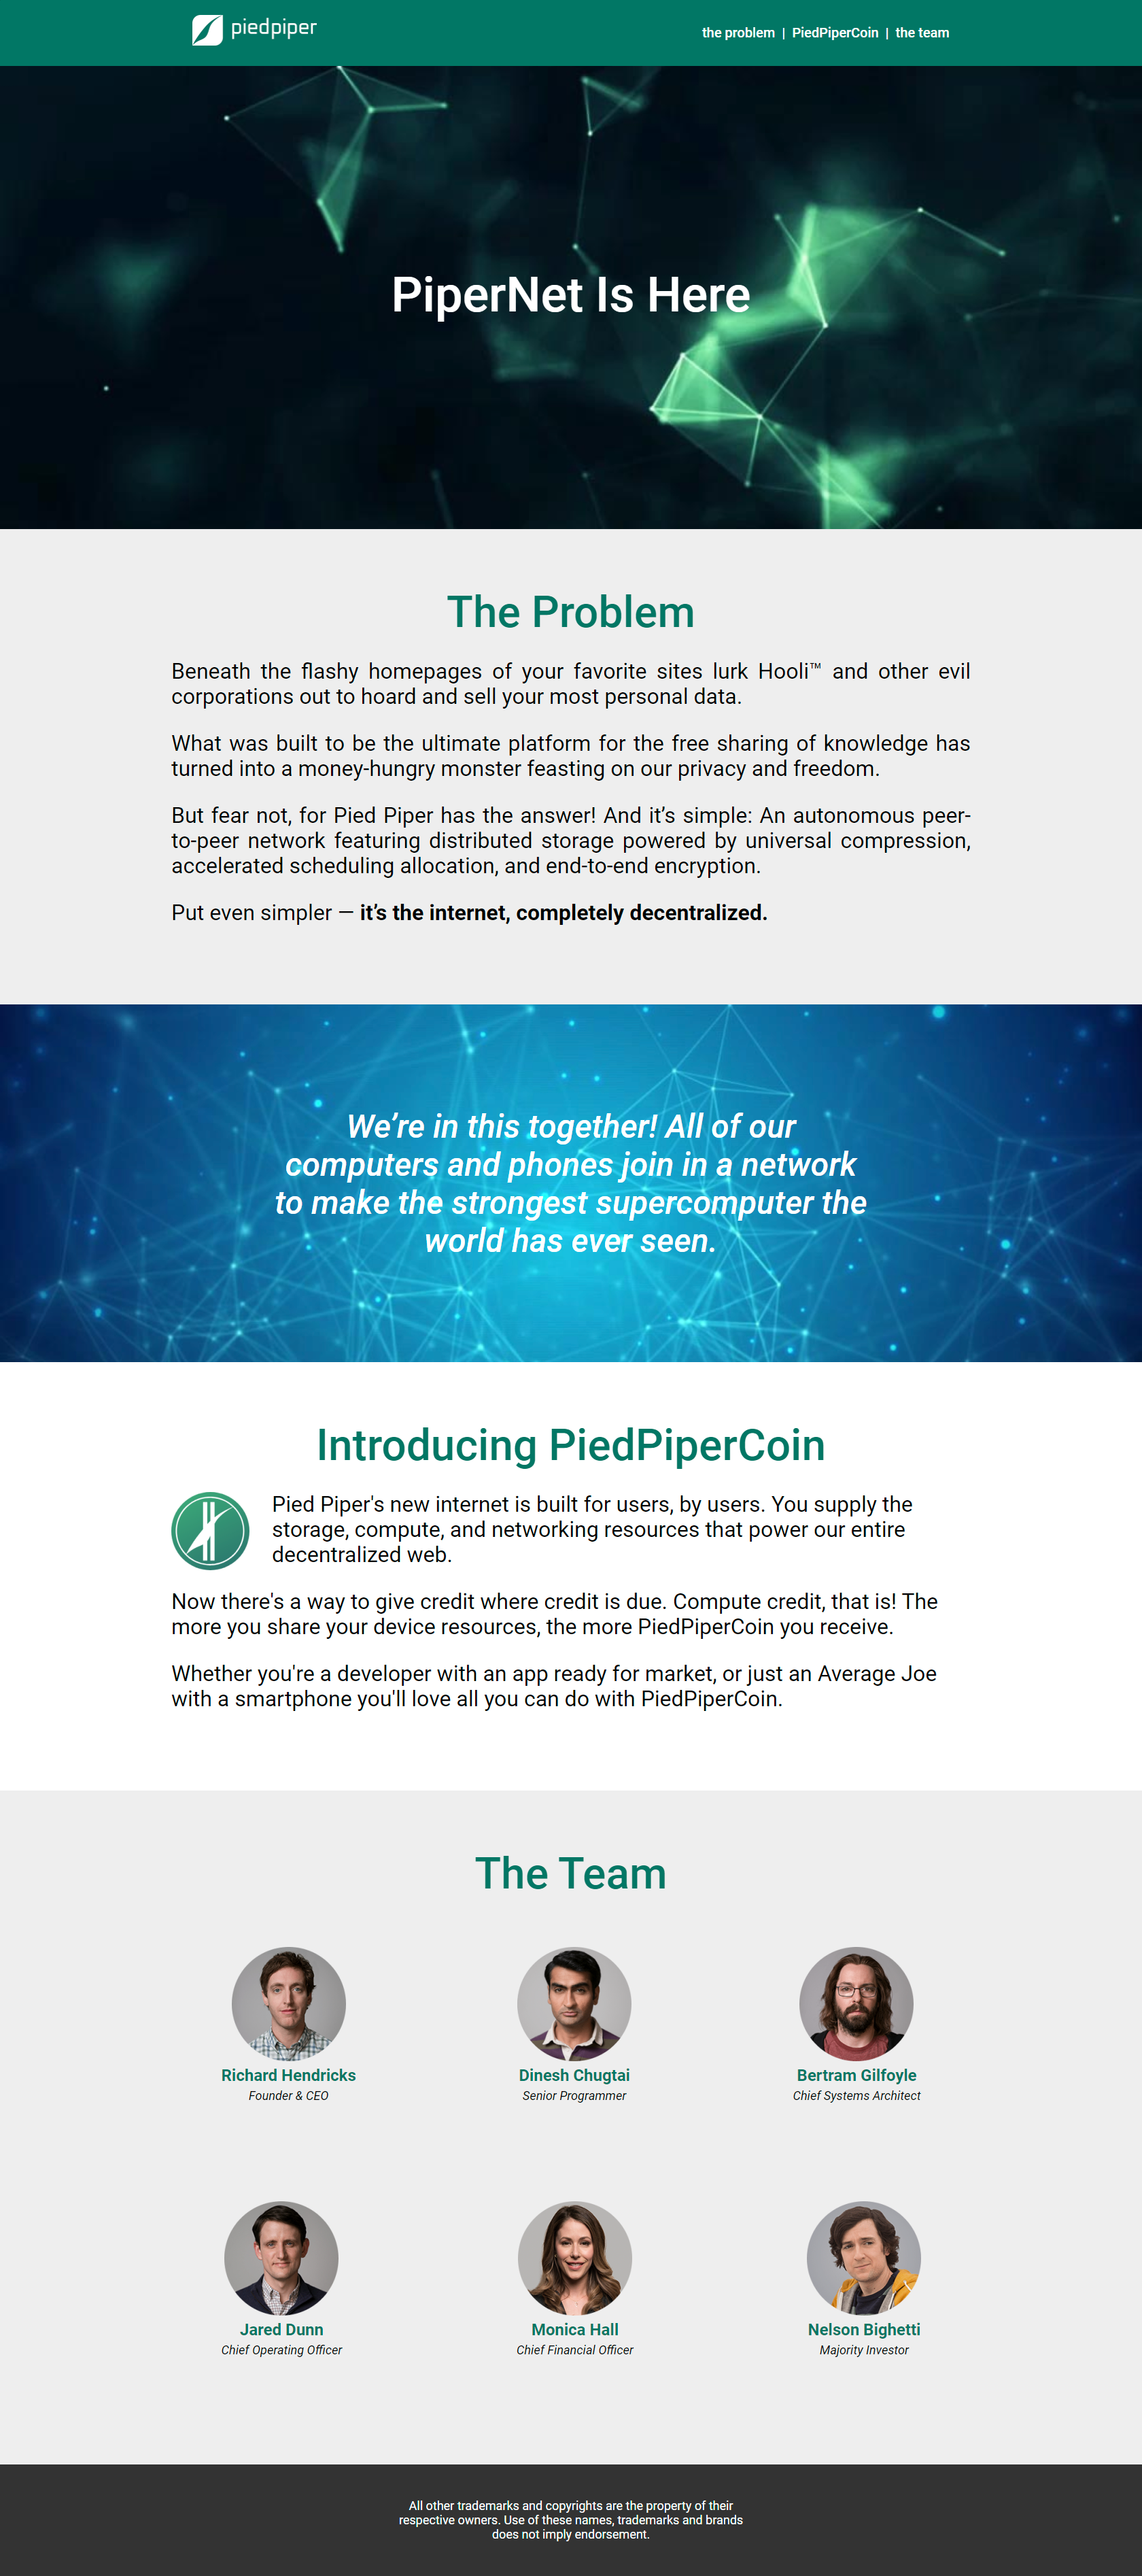 piedpiper
the problem | PiedPiperCoin | the team
PiperNet Is Here
The Problem
Beneath the flashy homepages of your favorite sites lurk Hooli™ and other evil
corporations out to hoard and sell your most personal data.
What was built to be the ultimate platform for the free sharing of knowledge has
turned into a money-hungry monster feasting on our privacy and freedom.
But fear not, for Pied Piper has the answer! And it’s simple: An autonomous peer-
to-peer network featuring distributed storage powered by universal compression,
accelerated scheduling allocation, and end-to-end encryption.
Put even simpler — it’s the internet, completely decentralized.
We’re in this together! All of our
computers and phones join in a network
to make the strongest supercomputer the
world has ever seen.
Introducing PiedPiperCoin
Pied Piper's new internet is built for users, by users. You supply the
storage, compute, and networking resources that power our entire
decentralized web.
Now there's a way to give credit where credit is due. Compute credit, that is! The
more you share your device resources, the more PiedPiperCoin you receive.
Whether you're a developer with an app ready for market, or just an Average Joe
with a smartphone you'll love all you can do with PiedPiperCoin.
The Team
Richard Hendricks
Founder & CEO
Dinesh Chugtai
Senior Programmer
Bertram Gilfoyle
Chief Systems Architect
Jared Dunn
Chief Operating Officer
Monica Hall
Chief Financial Officer
Nelson Bighetti
Majority Investor
All other trademarks and copyrights are the property of their
respective owners. Use of these names, trademarks and brands
does not imply endorsement.